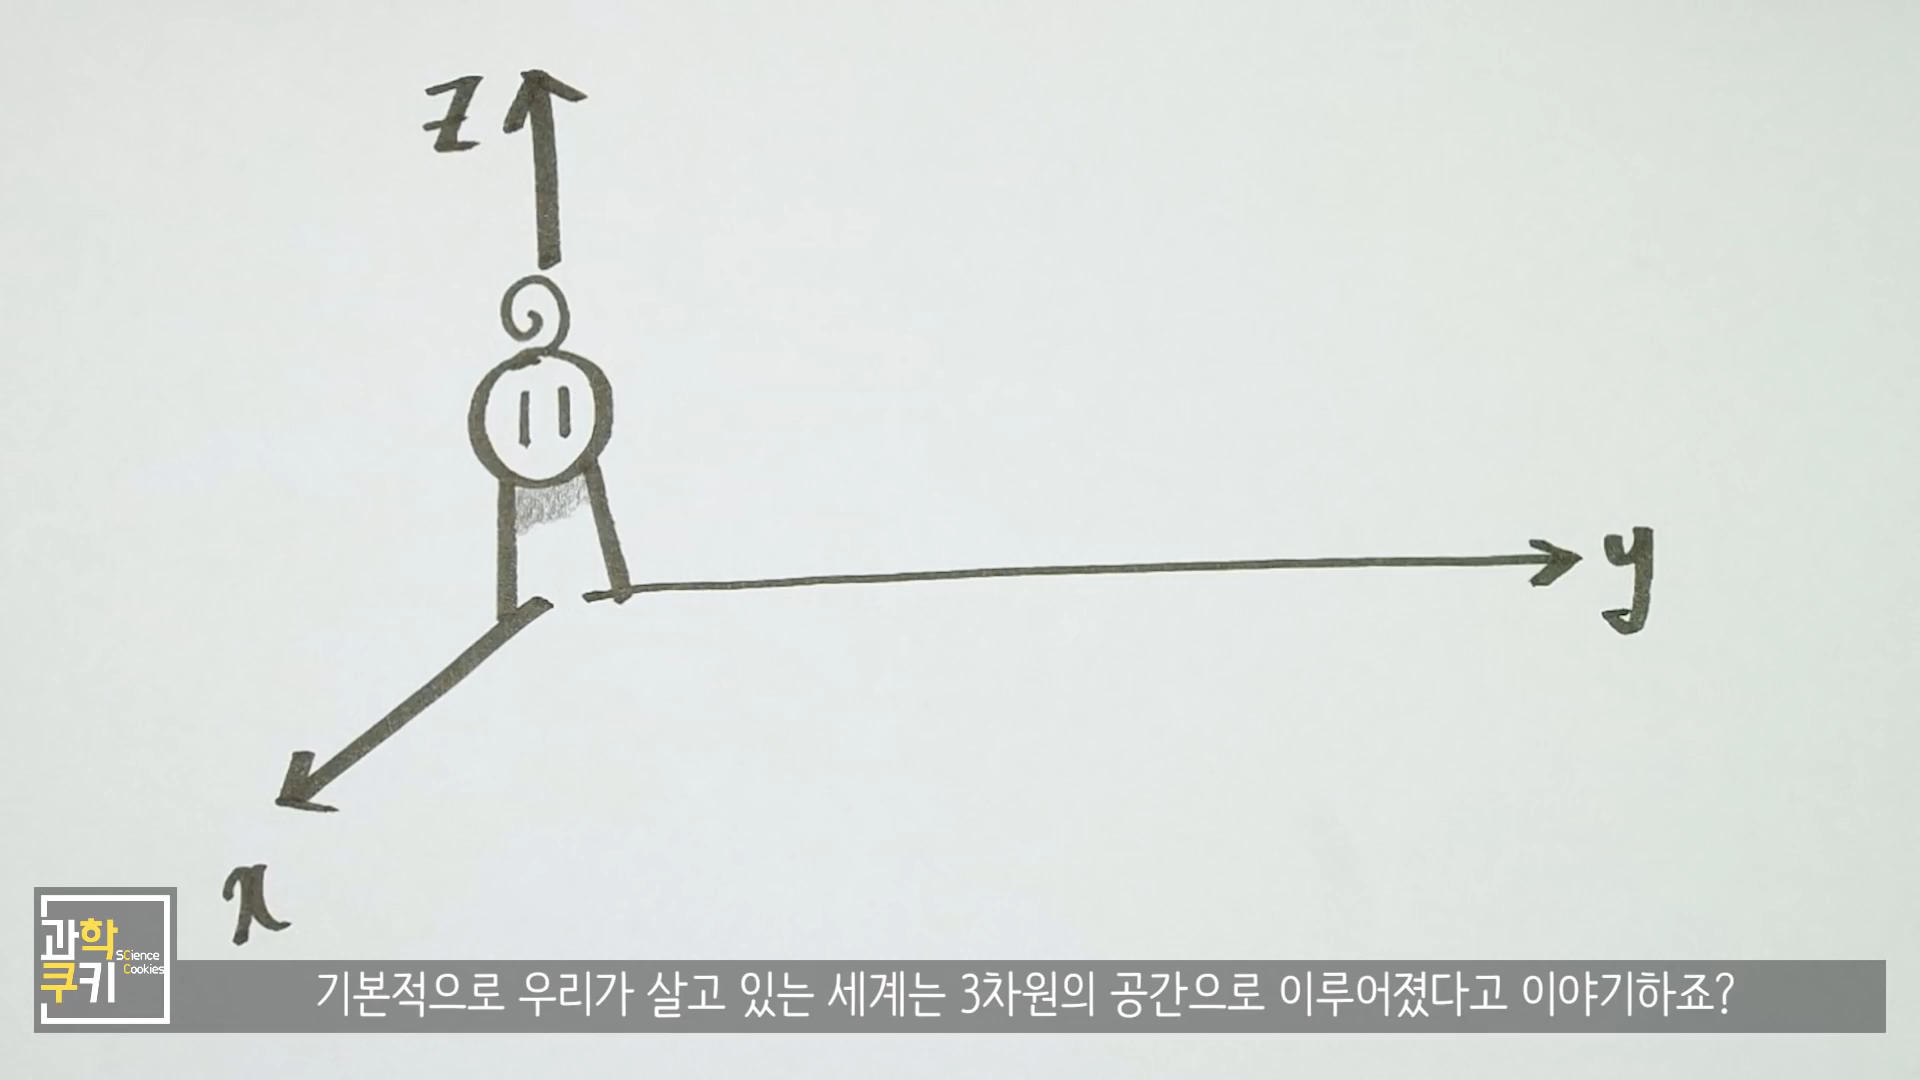 z
y
x
과학
쿠키
Science
Cookies
기본적으로 우리가 살고 있는 세계는 3차원의 공간으로 이루어졌다고 이야기하죠?